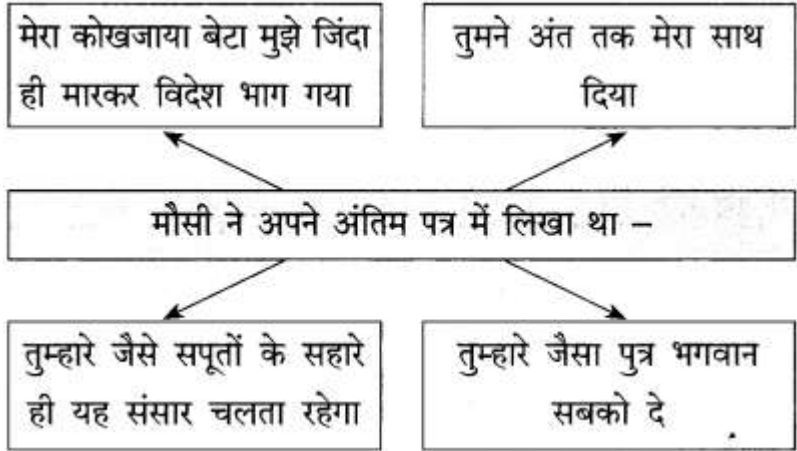 मेरा कोखजाया बेटा मुझे जिंदा
ही मारकर विदेश भाग गया
तुमने अंत तक मेरा साथ
दिया
मौसी ने अपने अंतिम पत्र में लिखा था –
तुम्हारे जैसे सपूतों के सहारे
ही यह संसार चलता रहेगा
तुम्हारे जैसा पुत्र भगवान
सबको दे